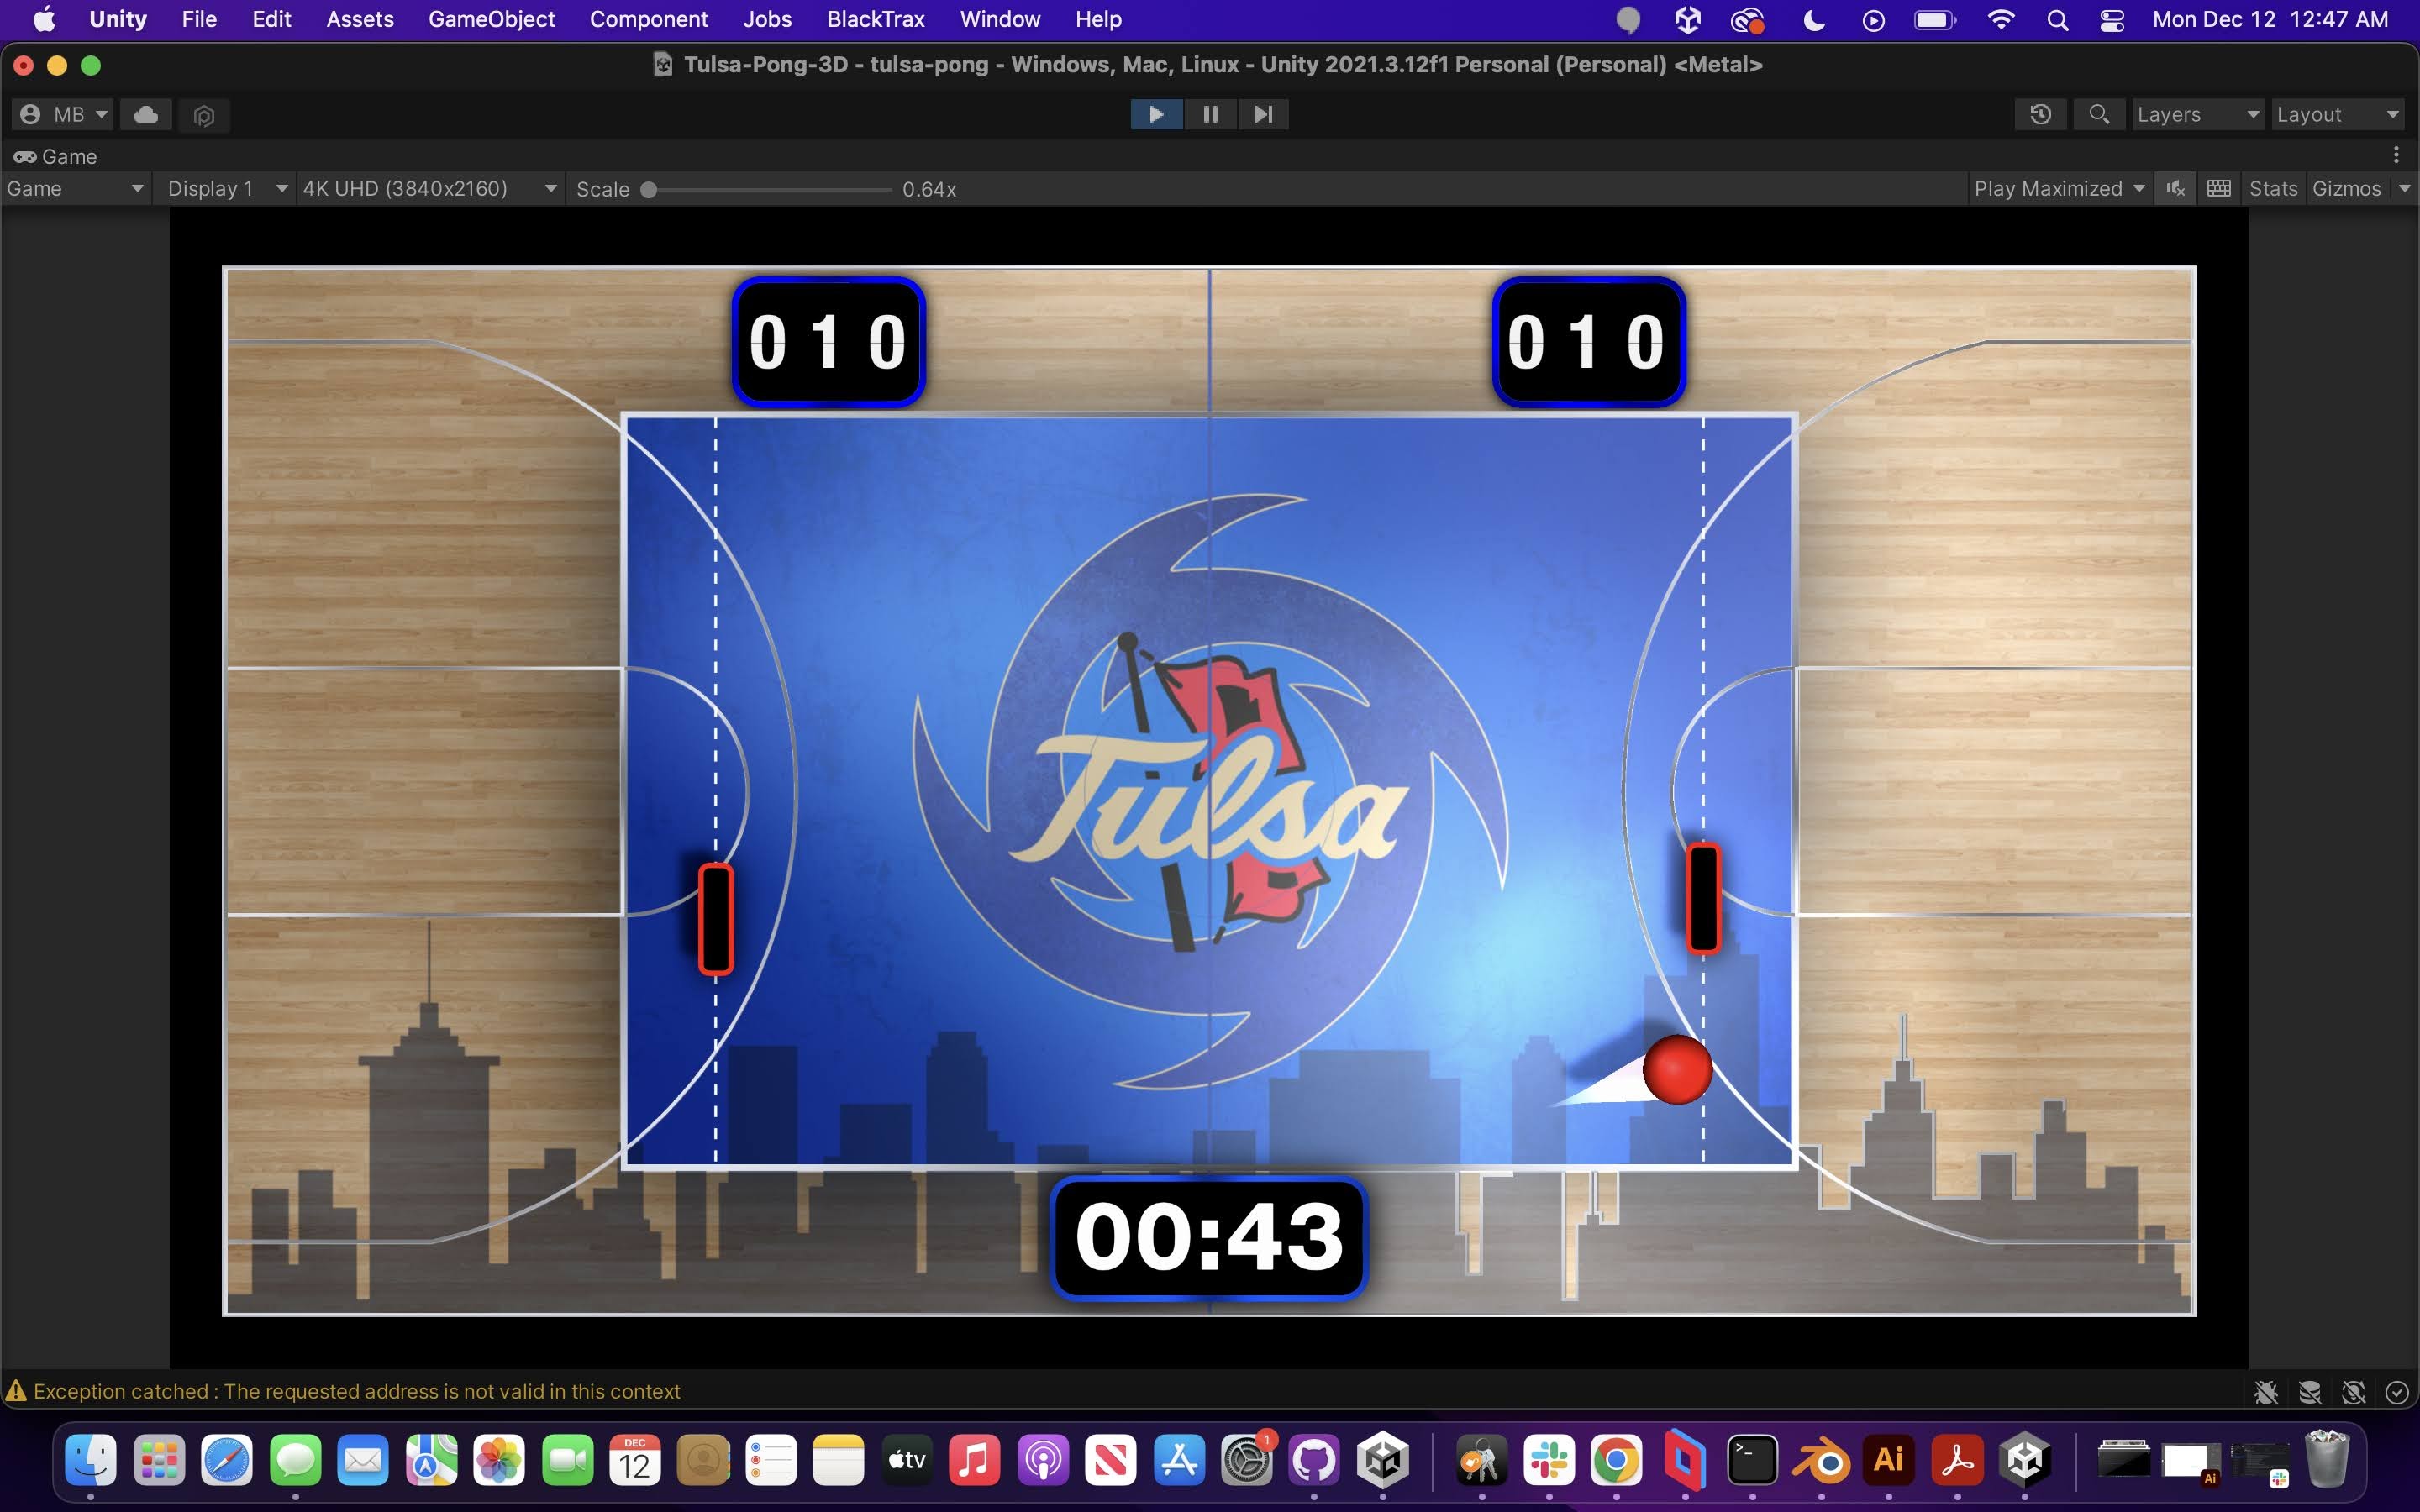 Unity File Edit Assets GameObject Component Jobs BlackTrax Window Help Mon Dec 12 12:47 AM
Tulsa-Pong-3D - tulsa-pong - Windows, Mac, Linux - Unity 2021.3.12f1 Personal (Personal) <Metal>
MB Layers Layout
Game
Game Display 1 4K UHD (3840x2160) Scale 0.64x Play Maximized Stats Gizmos
010 010
Tulsa
00:43
Exception catched : The requested address is not valid in this context
DEC
12
tv
1
>_
Ai
Ai